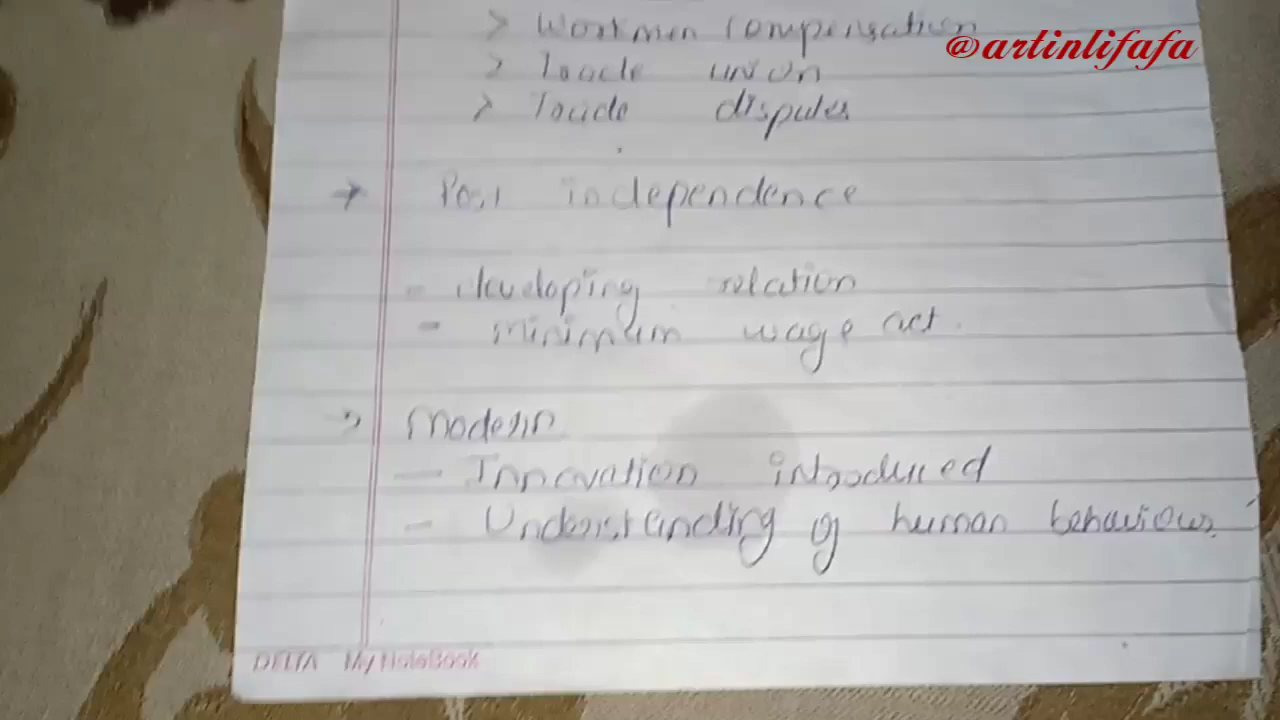 > Workmen compensation
@artinlifafa
> Trade union
> Trade disputes
→ Post independence
- developing relation
- minimum wage act.
→ Modern
- Innovation introduced
- Understanding of human behaviour.
DELTA My NoteBook